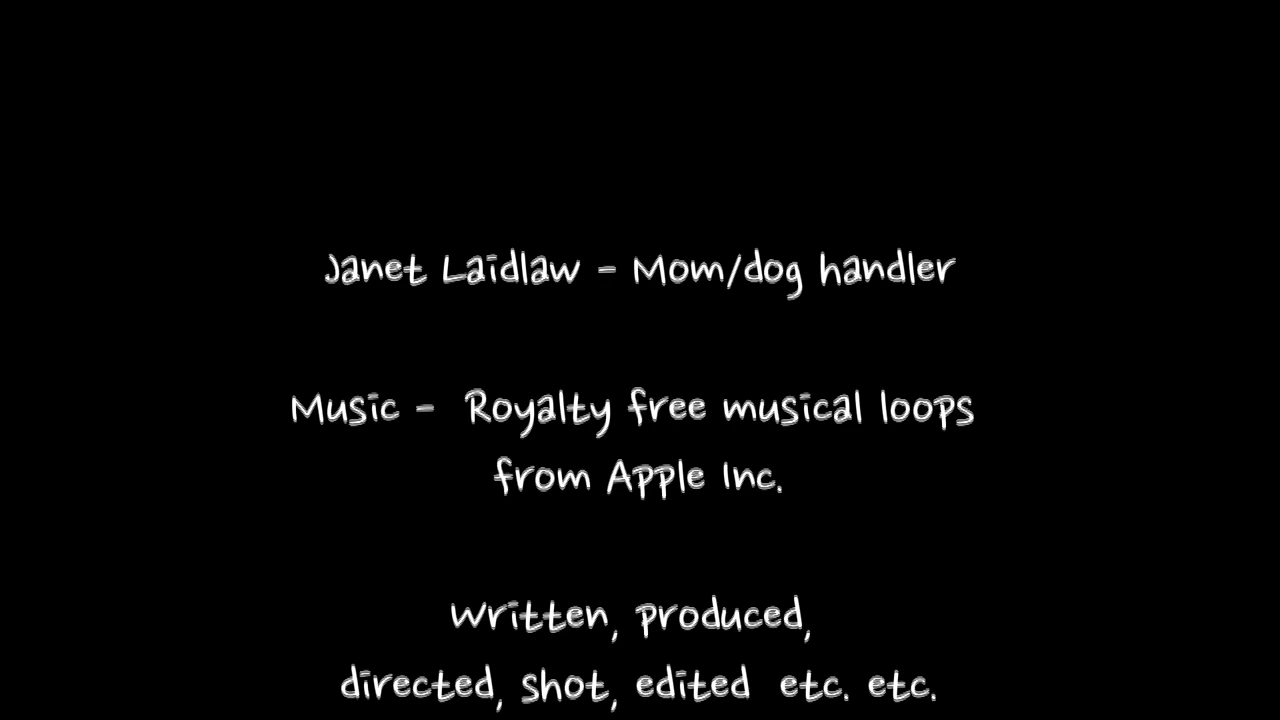 Janet Laidlaw - Mom/dog handler
Music - Royalty free musical loops
from Apple Inc.
Written, produced,
directed, shot, edited etc. etc.